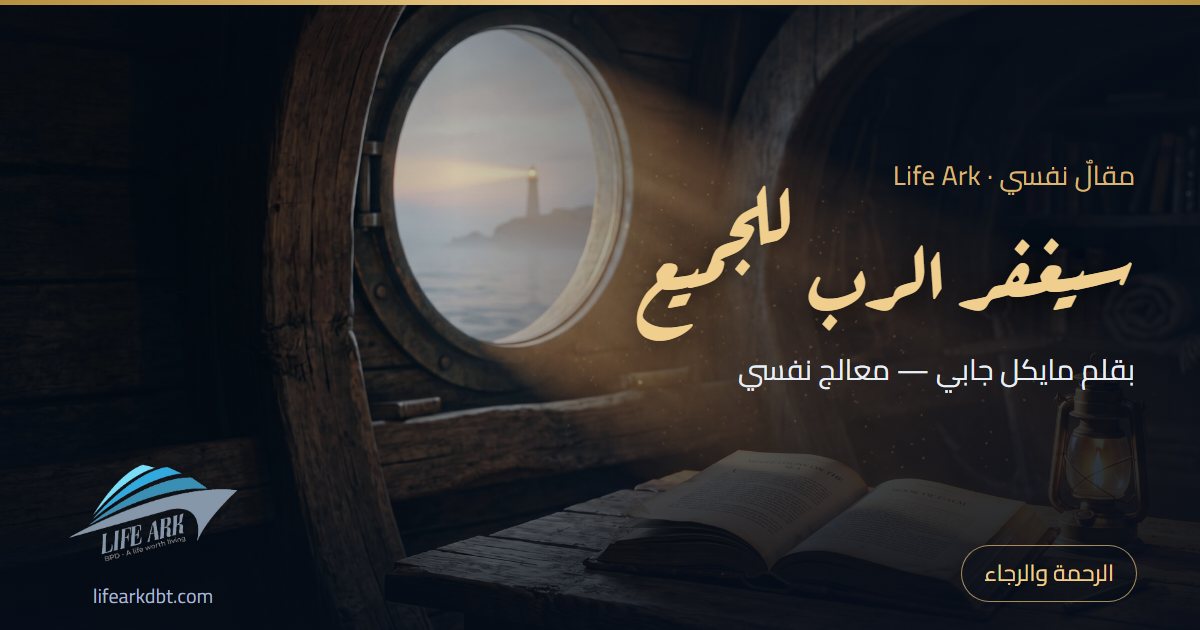 مقالٌ نفسي · Life Ark
سيغفر الرب للجميع
بقلم مايكل جابي — معالج نفسي
LIFE ARK
BPD - A life worth living
lifearkdbt.com
الرحمة والرجاء